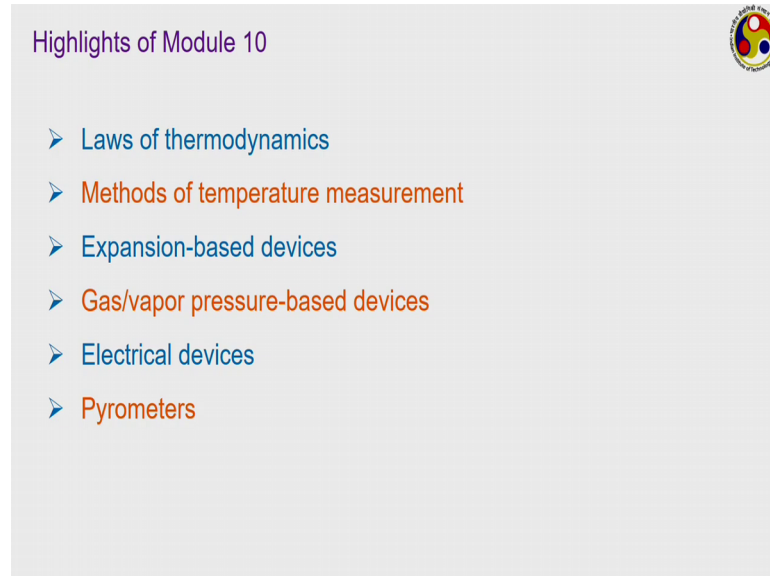 Highlights of Module 10
Laws of thermodynamics
Methods of temperature measurement
Expansion-based devices
Gas/vapor pressure-based devices
Electrical devices
Pyrometers